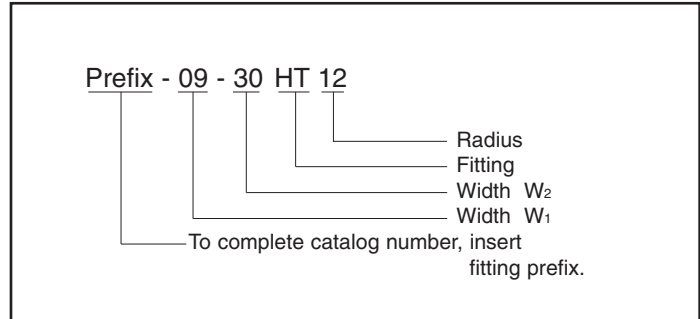 Prefix - 09 - 30 HT 12
Radius
Fitting
Width W₂
Width W₁
To complete catalog number, insert
fitting prefix.